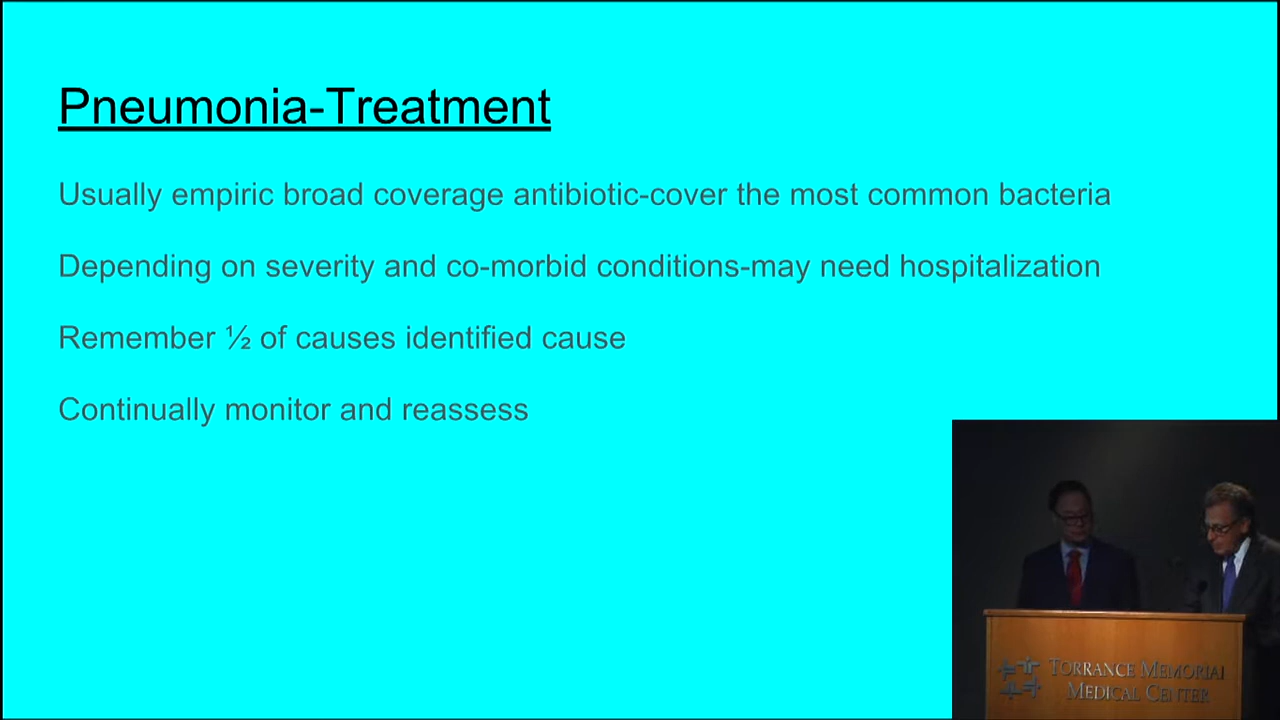 Pneumonia-Treatment
Usually empiric broad coverage antibiotic-cover the most common bacteria
Depending on severity and co-morbid conditions-may need hospitalization
Remember ½ of causes identified cause
Continually monitor and reassess
TORRANCE MEMORIAL
MEDICAL CENTER